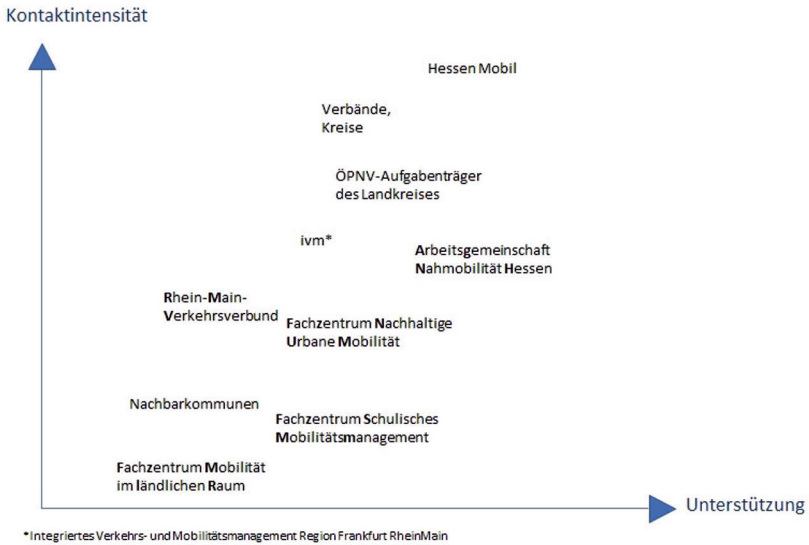 Kontaktintensität
Hessen Mobil
Verbände,
Kreise
ÖPNV-Aufgabenträger
des Landkreises
ivm*
Arbeitsgemeinschaft
Nahmobilität Hessen
Rhein-Main-
Verkehrsverbund
Fachzentrum Nachhaltige
Urbane Mobilität
Nachbarkommunen
Fachzentrum Schulisches
Mobilitätsmanagement
Fachzentrum Mobilität
im ländlichen Raum
Unterstützung
*Integriertes Verkehrs- und Mobilitätsmanagement Region Frankfurt RheinMain